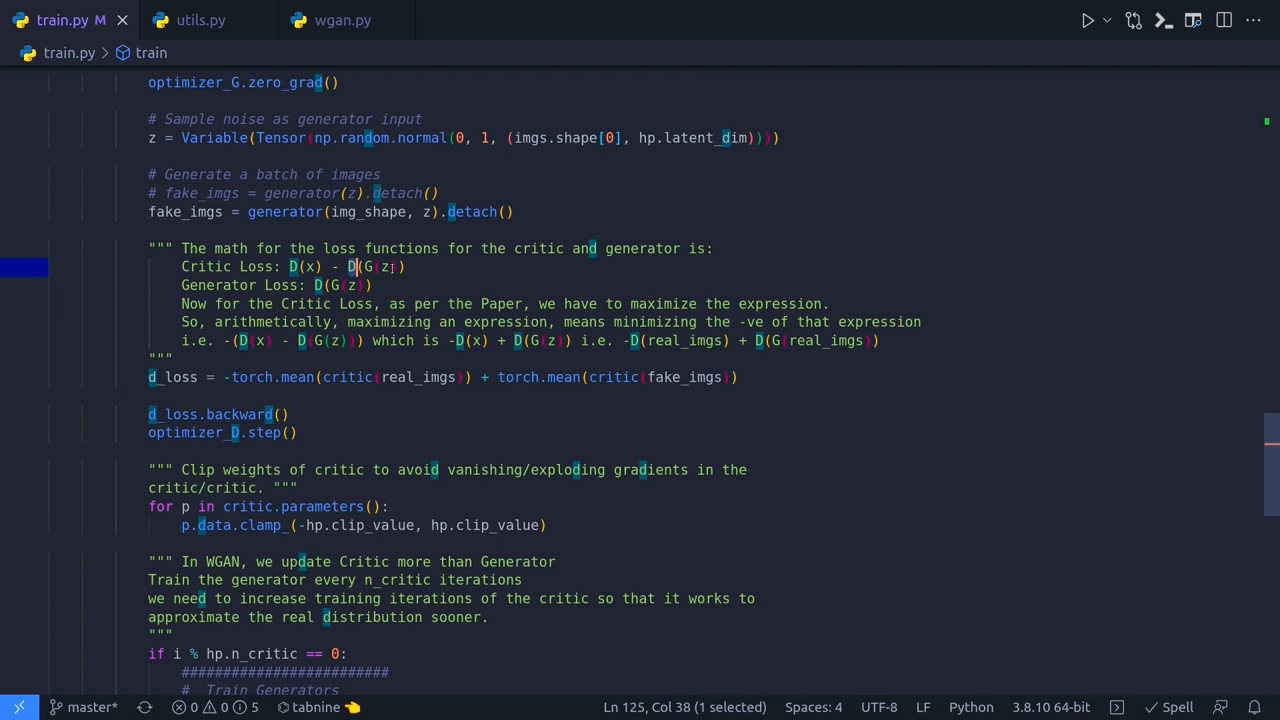 train.py M
utils.py
wgan.py
train.py > train
optimizer_G.zero_grad()
# Sample noise as generator input
z = Variable(Tensor(np.random.normal(0, 1, (imgs.shape[0], hp.latent_dim))))
# Generate a batch of images
# fake_imgs = generator(z).detach()
fake_imgs = generator(img_shape, z).detach()
""" The math for the loss functions for the critic and generator is:
Critic Loss: D(x) - D(G(z))
Generator Loss: D(G(z))
Now for the Critic Loss, as per the Paper, we have to maximize the expression.
So, arithmetically, maximizing an expression, means minimizing the -ve of that expression
i.e. -(D(x) - D(G(z))) which is -D(x) + D(G(z)) i.e. -D(real_imgs) + D(G(real_imgs))
"""
d_loss = -torch.mean(critic(real_imgs)) + torch.mean(critic(fake_imgs))
d_loss.backward()
optimizer_D.step()
""" Clip weights of critic to avoid vanishing/exploding gradients in the
critic/critic. """
for p in critic.parameters():
p.data.clamp_(-hp.clip_value, hp.clip_value)
""" In WGAN, we update Critic more than Generator
Train the generator every n_critic iterations
we need to increase training iterations of the critic so that it works to
approximate the real distribution sooner.
"""
if i % hp.n_critic == 0:
#########################
# Train Generators
master* 0 0 5 tabnine Ln 125, Col 38 (1 selected) Spaces: 4 UTF-8 LF Python 3.8.10 64-bit Spell